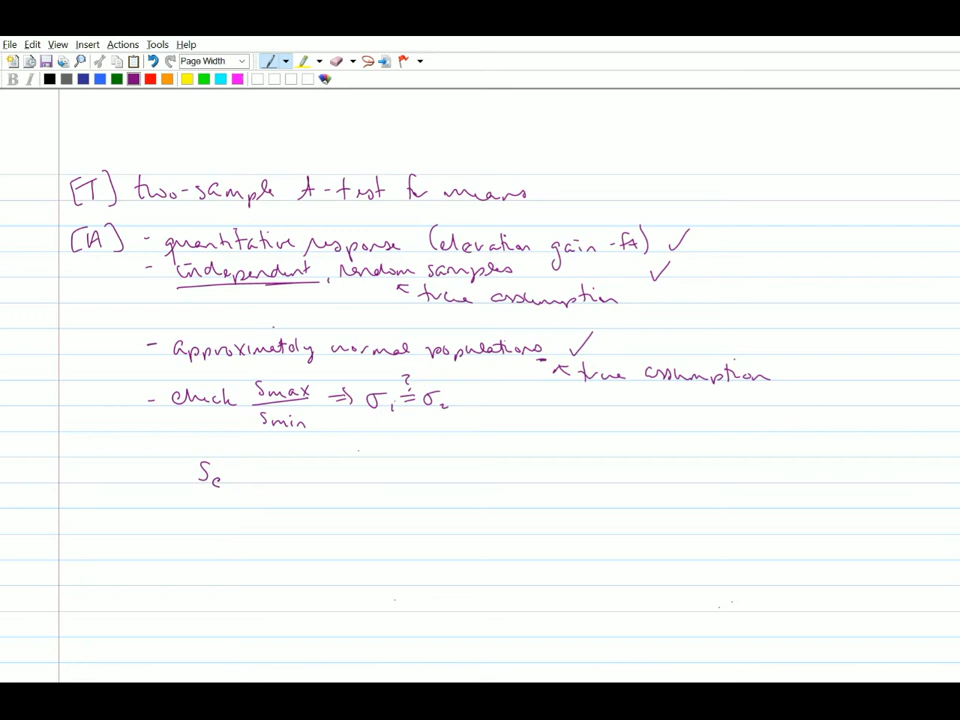 File Edit View Insert Actions Tools Help
Page Width
B I
[T] two-sample t-test for means
[A] - quantitative response (elevation gain - ft) ✓
- independent, random samples ✓
↖ true assumption
- approximately normal populations ✓
↖ true assumption
- check smax/smin ⇒ σ₁ ≟ σ₂
Sc